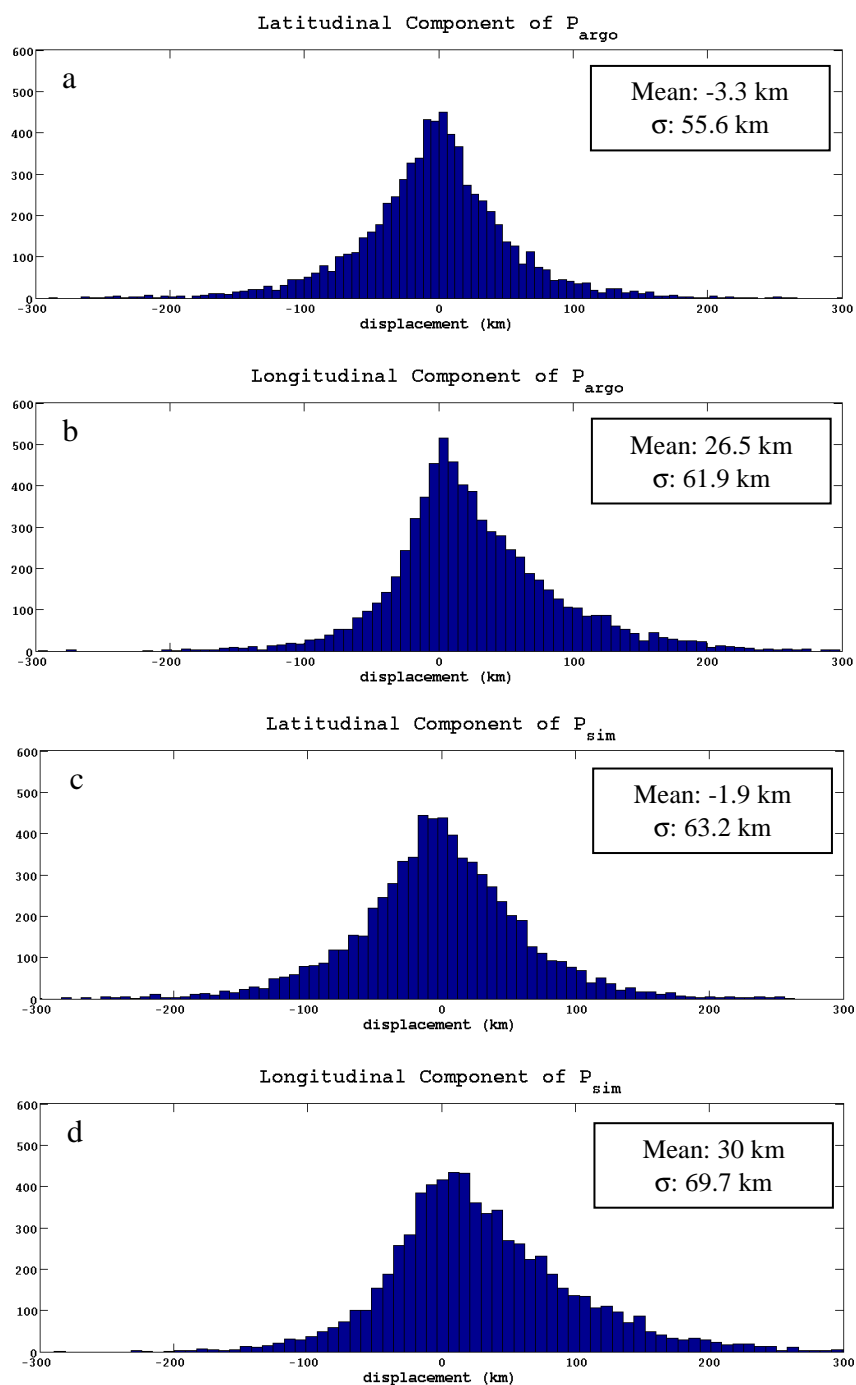 Latitudinal Component of P_argo
a
Mean: -3.3 km
σ: 55.6 km
600
500
400
300
200
100
0
-300 -200 -100 0 100 200 300
displacement (km)
Longitudinal Component of P_argo
b
Mean: 26.5 km
σ: 61.9 km
600
500
400
300
200
100
0
-300 -200 -100 0 100 200 300
displacement (km)
Latitudinal Component of P_sim
c
Mean: -1.9 km
σ: 63.2 km
600
500
400
300
200
100
0
-300 -200 -100 0 100 200 300
displacement (km)
Longitudinal Component of P_sim
d
Mean: 30 km
σ: 69.7 km
600
500
400
300
200
100
0
-300 -200 -100 0 100 200 300
displacement (km)